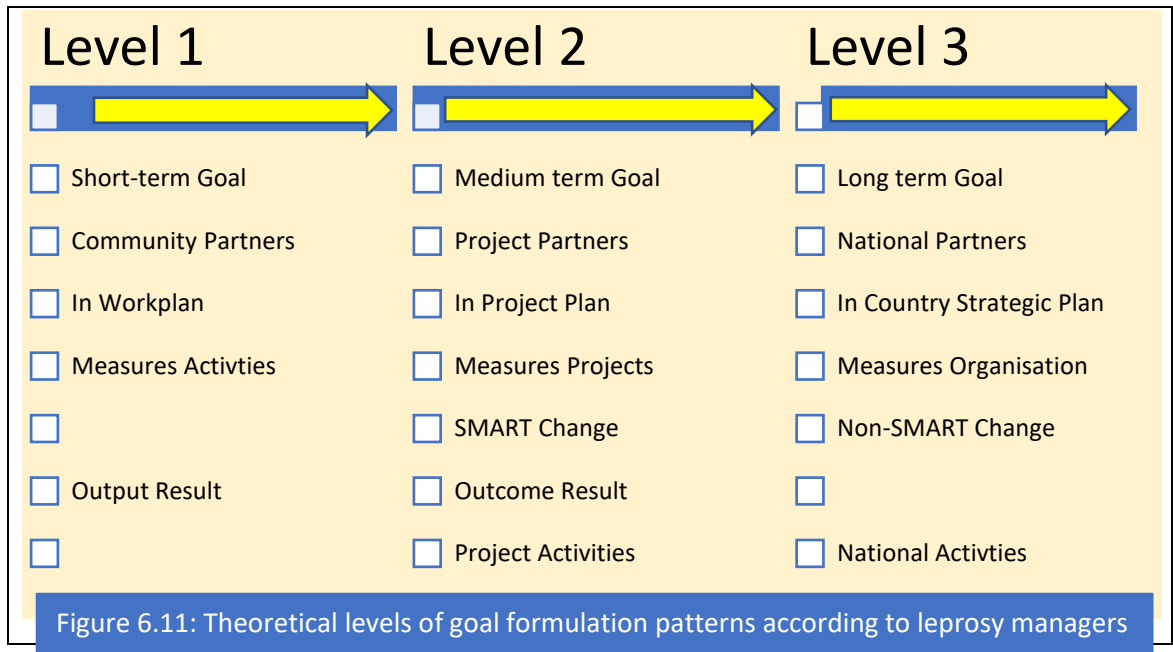 Level 1
Short-term Goal
Community Partners
In Workplan
Measures Activties
Output Result
Level 2
Medium term Goal
Project Partners
In Project Plan
Measures Projects
SMART Change
Outcome Result
Project Activities
Level 3
Long term Goal
National Partners
In Country Strategic Plan
Measures Organisation
Non-SMART Change
National Activties
Figure 6.11: Theoretical levels of goal formulation patterns according to leprosy managers